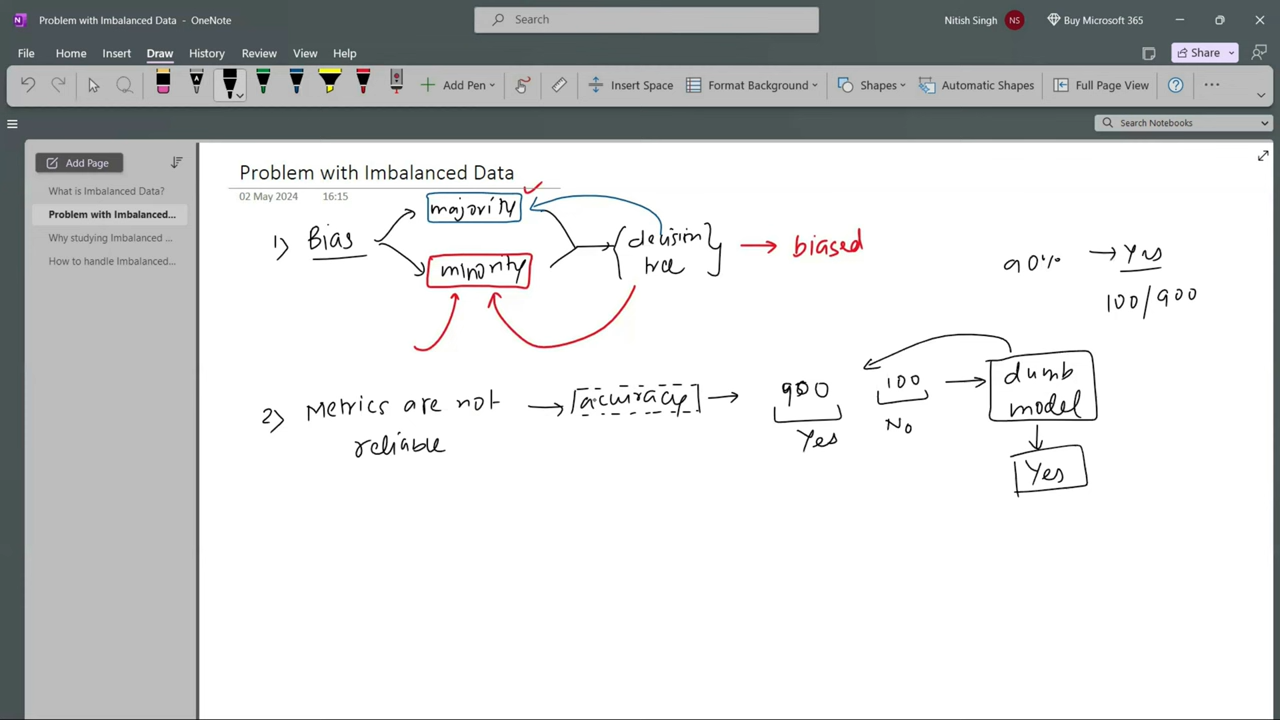 Problem with Imbalanced Data - OneNote
Search
Nitish Singh NS
Buy Microsoft 365
File Home Insert Draw History Review View Help
Share
Add Pen
Insert Space
Format Background
Shapes
Automatic Shapes
Full Page View
Search Notebooks
Add Page
What is Imbalanced Data?
Problem with Imbalanced...
Why studying Imbalanced ...
How to handle Imbalanced...
Problem with Imbalanced Data
02 May 2024 16:15
1) Bias
majority
minority
decision
tree
biased
90% → Yes
100/900
2) Metrics are not
reliable
accuracy
900
Yes
100
No
dumb
model
Yes